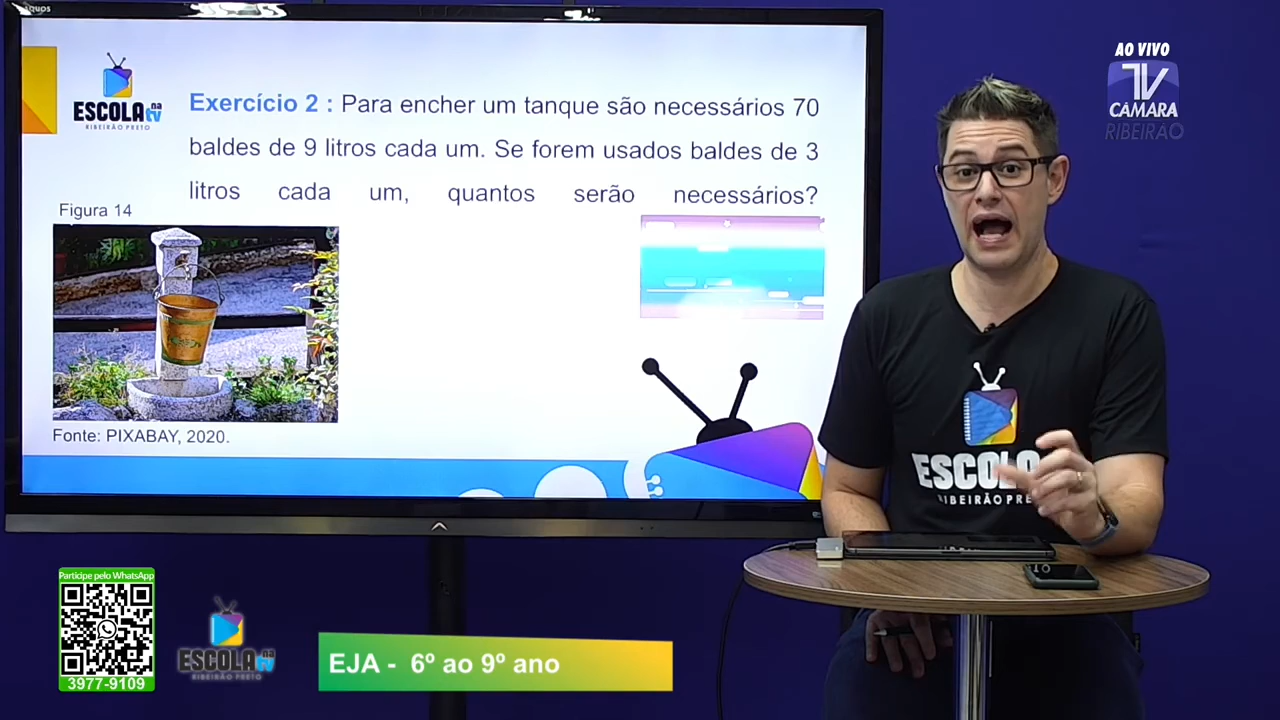 AO VIVO
TV
CÂMARA
RIBEIRÃO
ESCOLA na tv
RIBEIRÃO PRETO
Exercício 2 : Para encher um tanque são necessários 70
baldes de 9 litros cada um. Se forem usados baldes de 3
litros cada um, quantos serão necessários?
Figura 14
Fonte: PIXABAY, 2020.
ESCOLA
RIBEIRÃO PRE
Participe pelo WhatsApp
3977-9109
ESCOLA na tv
RIBEIRÃO PRETO
EJA - 6º ao 9º ano